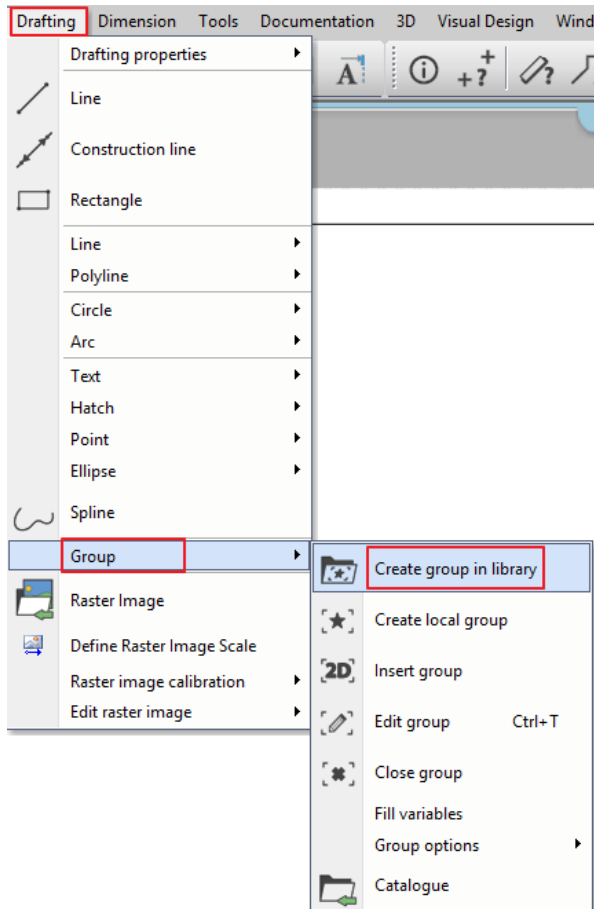 Drafting Dimension Tools Documentation 3D Visual Design Wind
Drafting properties
A
Line
Construction line
Rectangle
Line
Polyline
Circle
Arc
Text
Hatch
Point
Ellipse
Spline
Group
Raster Image
Define Raster Image Scale
Raster image calibration
Edit raster image
Create group in library
Create local group
2D Insert group
Edit group Ctrl+T
Close group
Fill variables
Group options
Catalogue